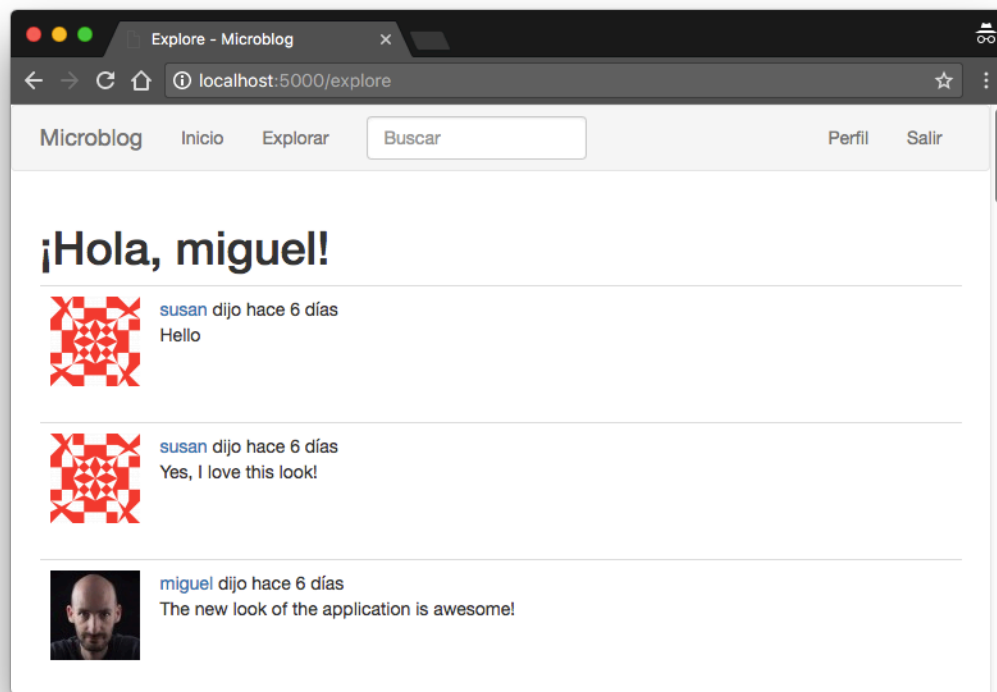 Explore - Microblog
localhost:5000/explore
Microblog Inicio Explorar Buscar Perfil Salir
¡Hola, miguel!
susan dijo hace 6 días
Hello
susan dijo hace 6 días
Yes, I love this look!
miguel dijo hace 6 días
The new look of the application is awesome!